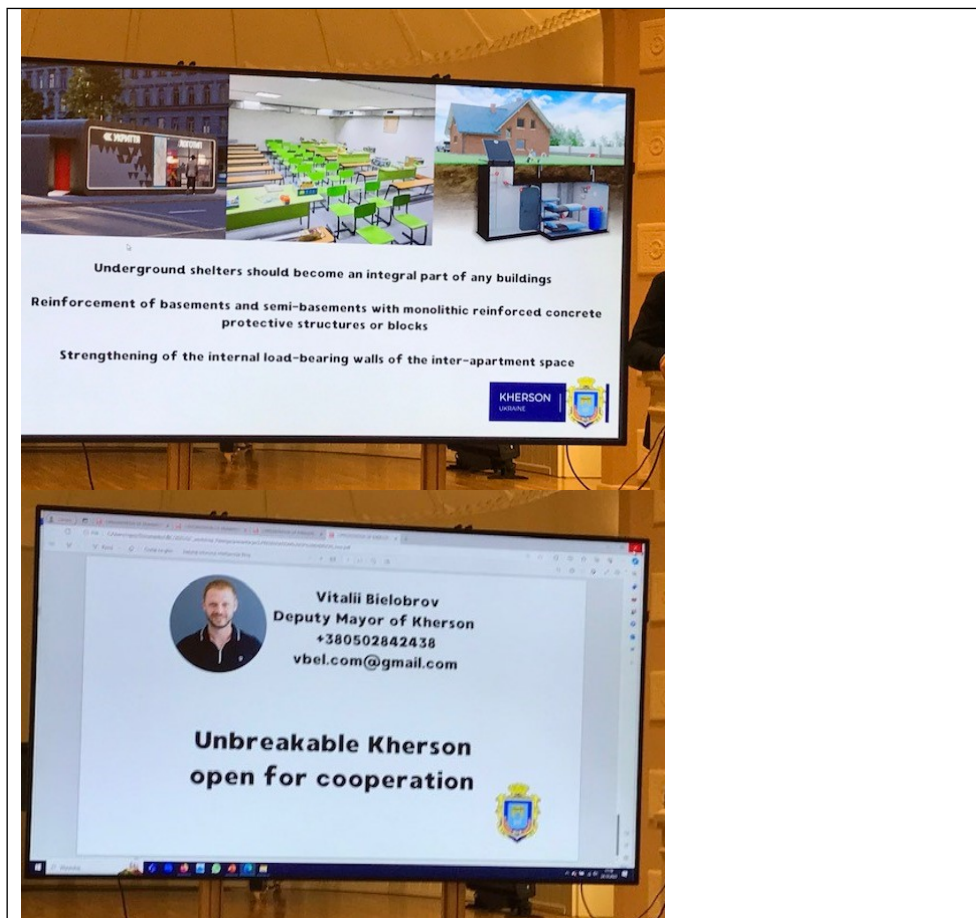 УКРИТТЯ
Underground shelters should become an integral part of any buildings
Reinforcement of basements and semi-basements with monolithic reinforced concrete
protective structures or blocks
Strengthening of the internal load-bearing walls of the inter-apartment space
KHERSON
UKRAINE
Vitalii Bielobrov
Deputy Mayor of Kherson
+380502842438
vbel.com@gmail.com
Unbreakable Kherson
open for cooperation